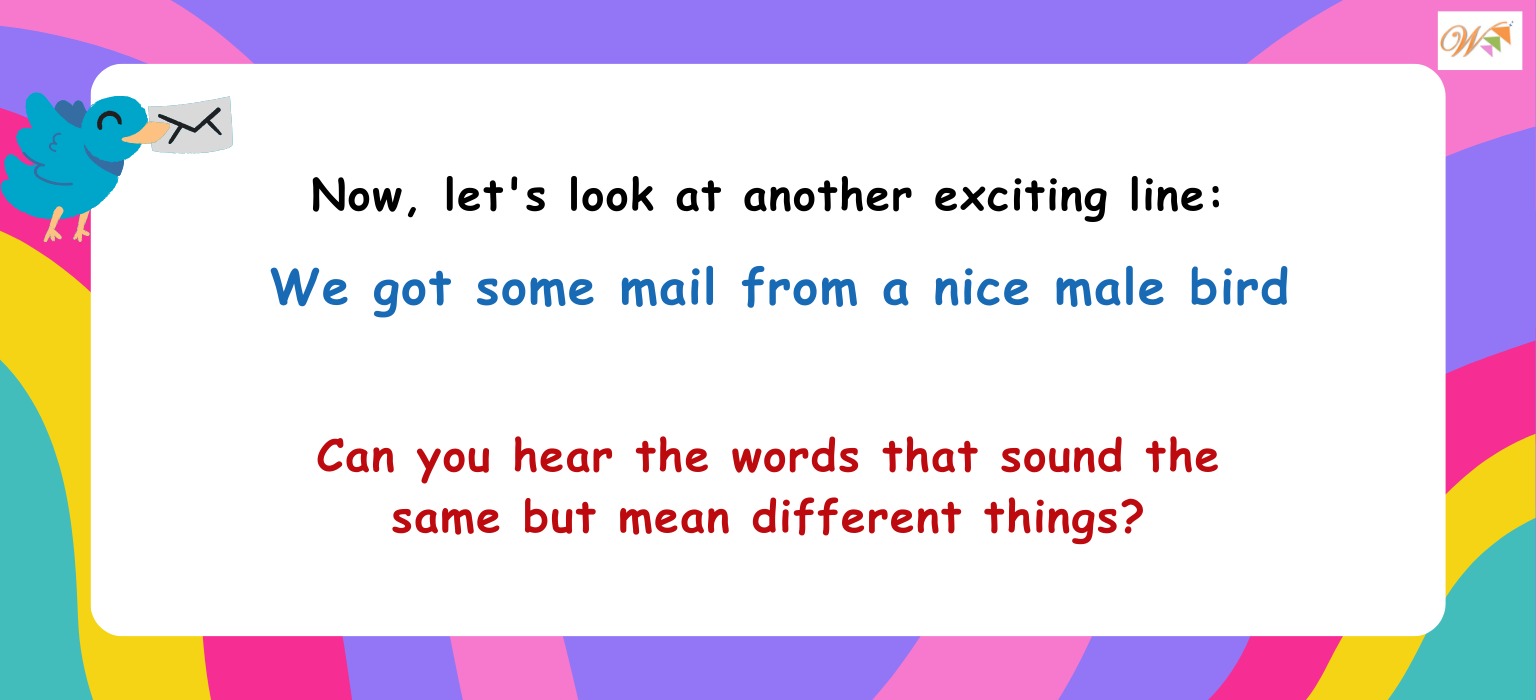 Now, let's look at another exciting line:
We got some mail from a nice male bird
Can you hear the words that sound the
same but mean different things?